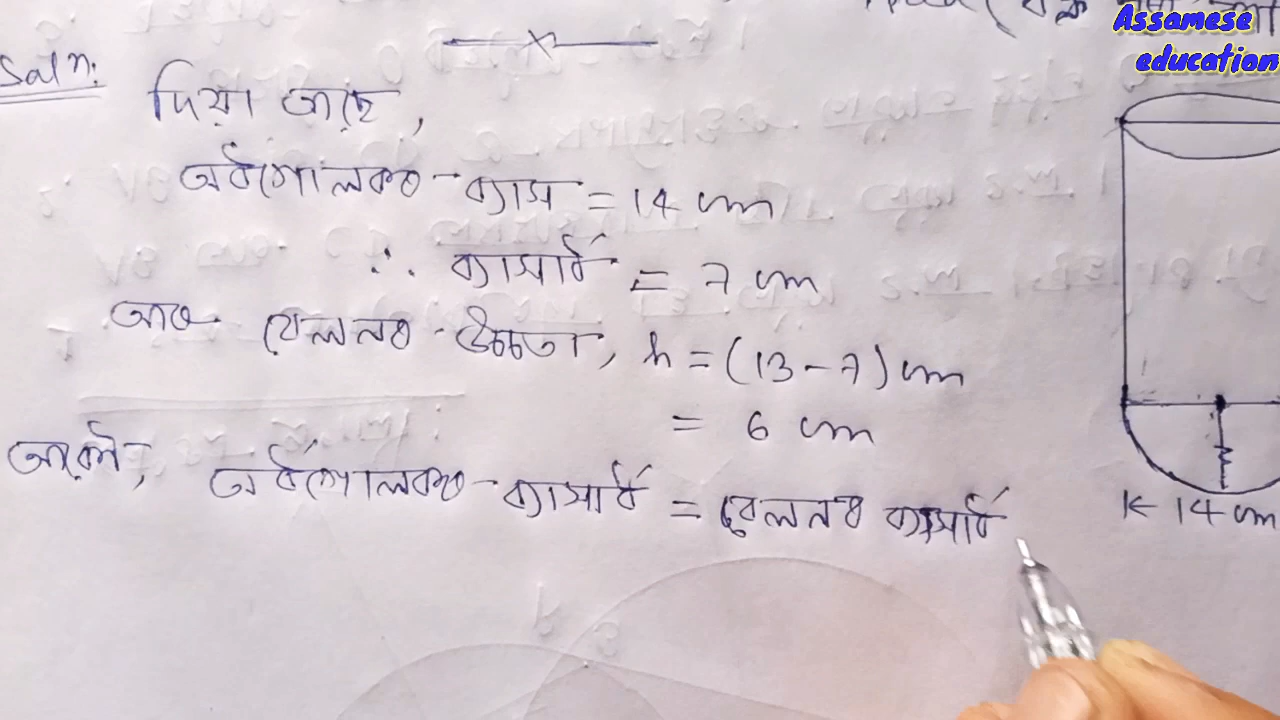 Assamese
education
Solⁿ:
দিয়া আছে,
অৰ্ধগোলকৰ ব্যাস = 14 cm
∴ ব্যাসাৰ্ধ = 7 cm
আৰু বেলনৰ উচ্চতা, h = (13 - 7) cm
= 6 cm
আকৌ, অৰ্ধগোলকৰ ব্যাসাৰ্ধ = বেলনৰ ব্যাসাৰ্ধ
14 cm